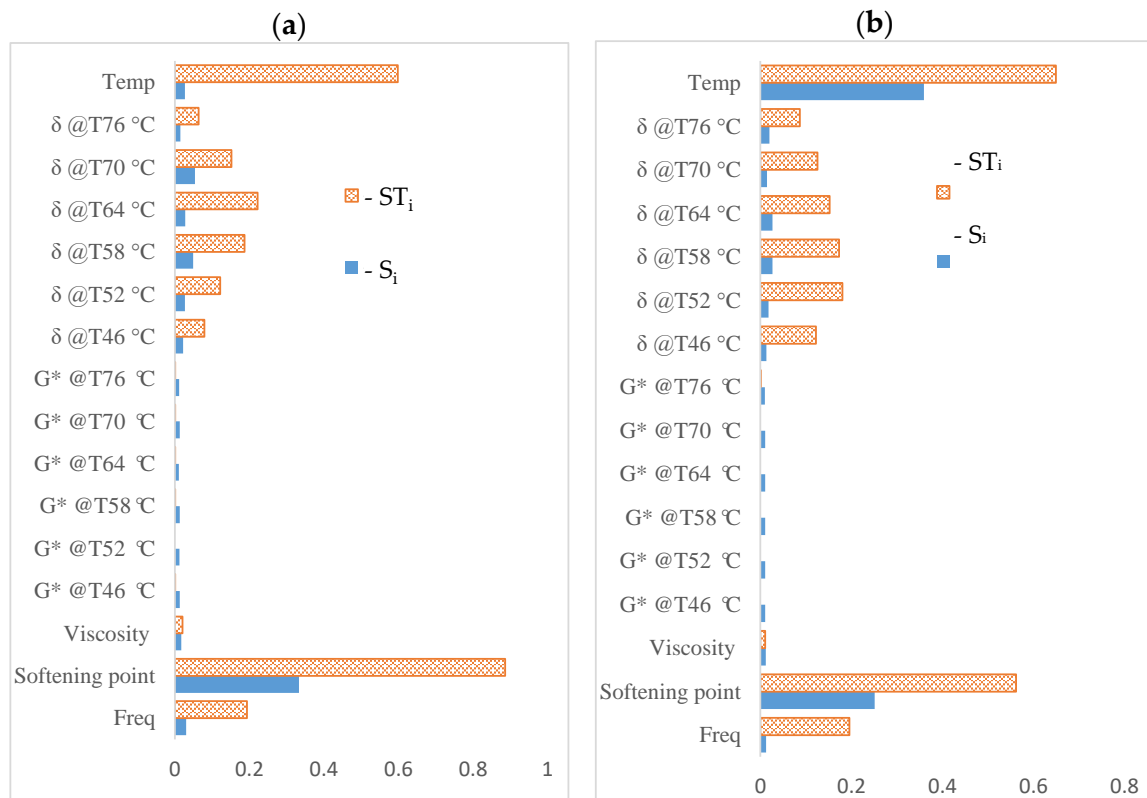 (a)
Temp
δ @T76 °C
δ @T70 °C
δ @T64 °C
δ @T58 °C
δ @T52 °C
δ @T46 °C
G* @T76 °C
G* @T70 °C
G* @T64 °C
G* @T58 °C
G* @T52 °C
G* @T46 °C
Viscosity
Softening point
Freq
- STi
- Si
0 0.2 0.4 0.6 0.8 1
(b)
Temp
δ @T76 °C
δ @T70 °C
δ @T64 °C
δ @T58 °C
δ @T52 °C
δ @T46 °C
G* @T76 °C
G* @T70 °C
G* @T64 °C
G* @T58 °C
G* @T52 °C
G* @T46 °C
Viscosity
Softening point
Freq
- STi
- Si
0 0.2 0.4 0.6 0.8